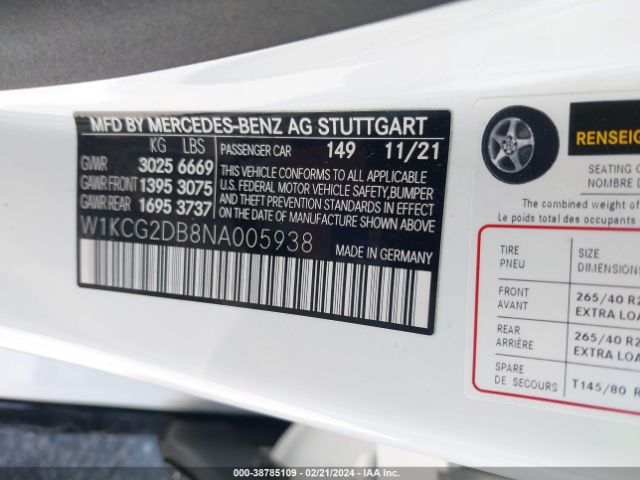 MFD BY MERCEDES-BENZ AG STUTTGART
KG LBS
GVWR 3025 6669
GAWR FRONT 1395 3075
GAWR REAR 1695 3737
PASSENGER CAR 149 11/21
THIS VEHICLE CONFORMS TO ALL APPLICABLE
U.S. FEDERAL MOTOR VEHICLE SAFETY, BUMPER
AND THEFT PREVENTION STANDARDS IN EFFECT
ON THE DATE OF MANUFACTURE SHOWN ABOVE.
W1KCG2DB8NA005938
MADE IN GERMANY
SEATING
NOMBRE
The combined weight of
Le poids total des occupants
TIRE SIZE
PNEU
FRONT 265/40
AVANT EXTRA
REAR 265/40
ARRIÈRE EXTRA
SPARE T145/80
DE SECOURS
000-38785109 - 02/21/2024 - IAA Inc.